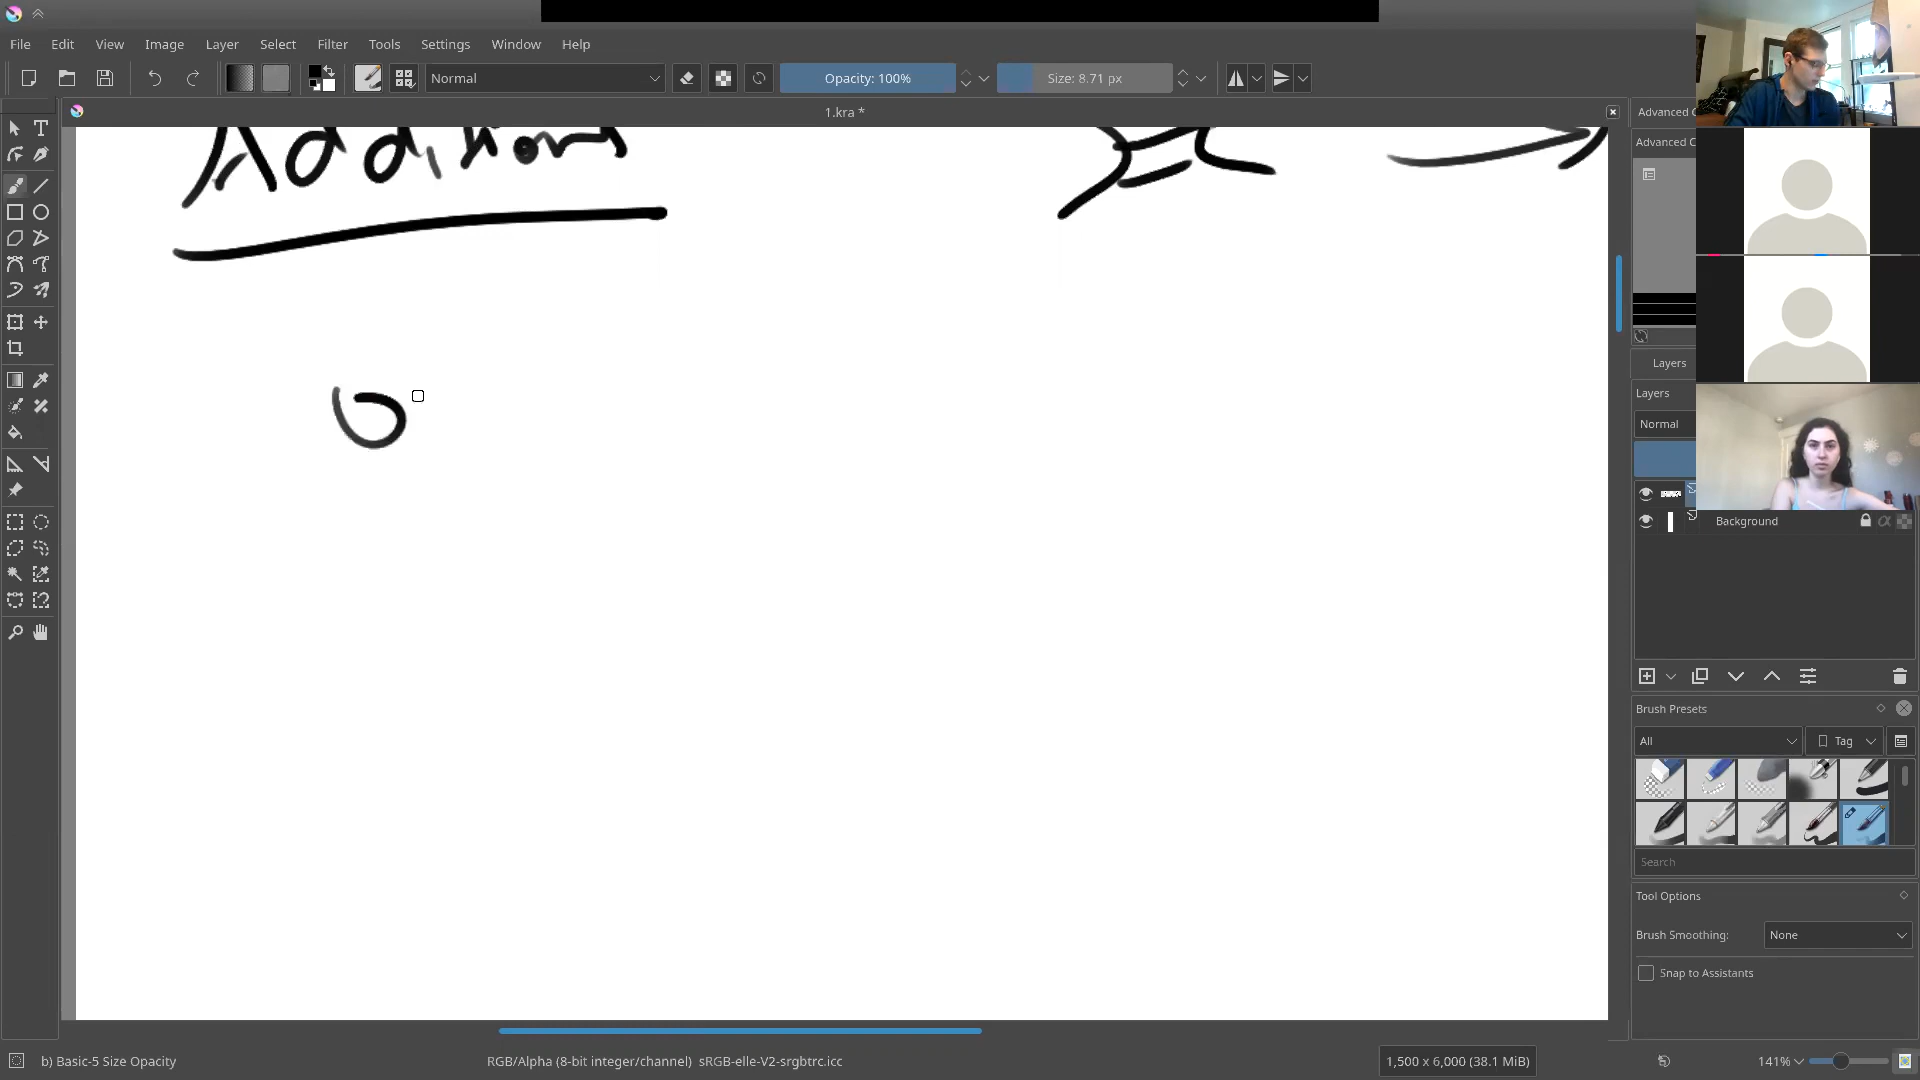 File Edit View Image Layer Select Filter Tools Settings Window Help
Normal
Opacity: 100%
Size: 8.71 px
1.kra *
Advanced C
Advanced C
Additions
Layers
Layers
Normal
Background
Brush Presets
All
Tag
Search
Tool Options
Brush Smoothing: None
Snap to Assistants
b) Basic-5 Size Opacity
RGB/Alpha (8-bit integer/channel) sRGB-elle-V2-srgbtrc.icc
1,500 x 6,000 (38.1 MiB)
141%